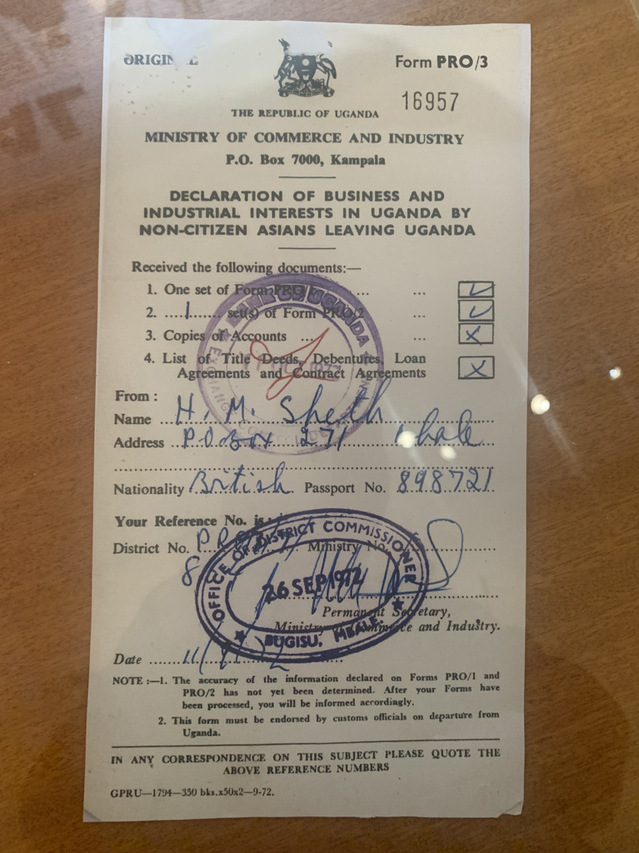 ORIGINAL
Form PRO/3
16957
THE REPUBLIC OF UGANDA
MINISTRY OF COMMERCE AND INDUSTRY
P.O. Box 7000, Kampala
DECLARATION OF BUSINESS AND
INDUSTRIAL INTERESTS IN UGANDA BY
NON-CITIZEN ASIANS LEAVING UGANDA
Received the following documents:—
1. One set of Form PRO/1 ... ...
2. ....1...... set(s) of Form PRO/2 ...
3. Copies of Accounts ... ...
4. List of Title Deeds, Debentures, Loan
Agreements and Contract Agreements
BANK OF UGANDA
From :
Name H. M. Sheth
Address P.O Box 271 Mbale
Nationality British Passport No. 898721
Your Reference No. is :
District No. Ministry No.
OFFICE OF DISTRICT COMMISSIONER
26 SEP 1972
BUGISU, MBALE
Permanent Secretary,
Ministry of Commerce and Industry.
Date
NOTE :—1. The accuracy of the information declared on Forms PRO/1 and
PRO/2 has not yet been determined. After your Forms have
been processed, you will be informed accordingly.
2. This form must be endorsed by customs officials on departure from
Uganda.
IN ANY CORRESPONDENCE ON THIS SUBJECT PLEASE QUOTE THE
ABOVE REFERENCE NUMBERS
GPRU—1794—350 bks.x50x2—9-72.